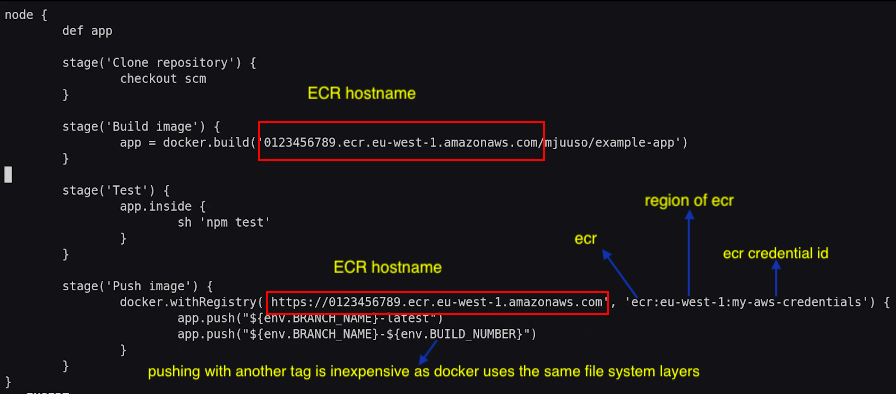 node {
def app
stage('Clone repository') {
checkout scm
}
ECR hostname
stage('Build image') {
app = docker.build('0123456789.ecr.eu-west-1.amazonaws.com/mjuuso/example-app')
}
stage('Test') {
region of ecr
app.inside {
sh 'npm test'
ecr
}
ecr credential id
}
ECR hostname
stage('Push image') {
docker.withRegistry('https://0123456789.ecr.eu-west-1.amazonaws.com', 'ecr:eu-west-1:my-aws-credentials') {
app.push("${env.BRANCH_NAME}-latest")
app.push("${env.BRANCH_NAME}-${env.BUILD_NUMBER}")
}
}
pushing with another tag is inexpensive as docker uses the same file system layers
}